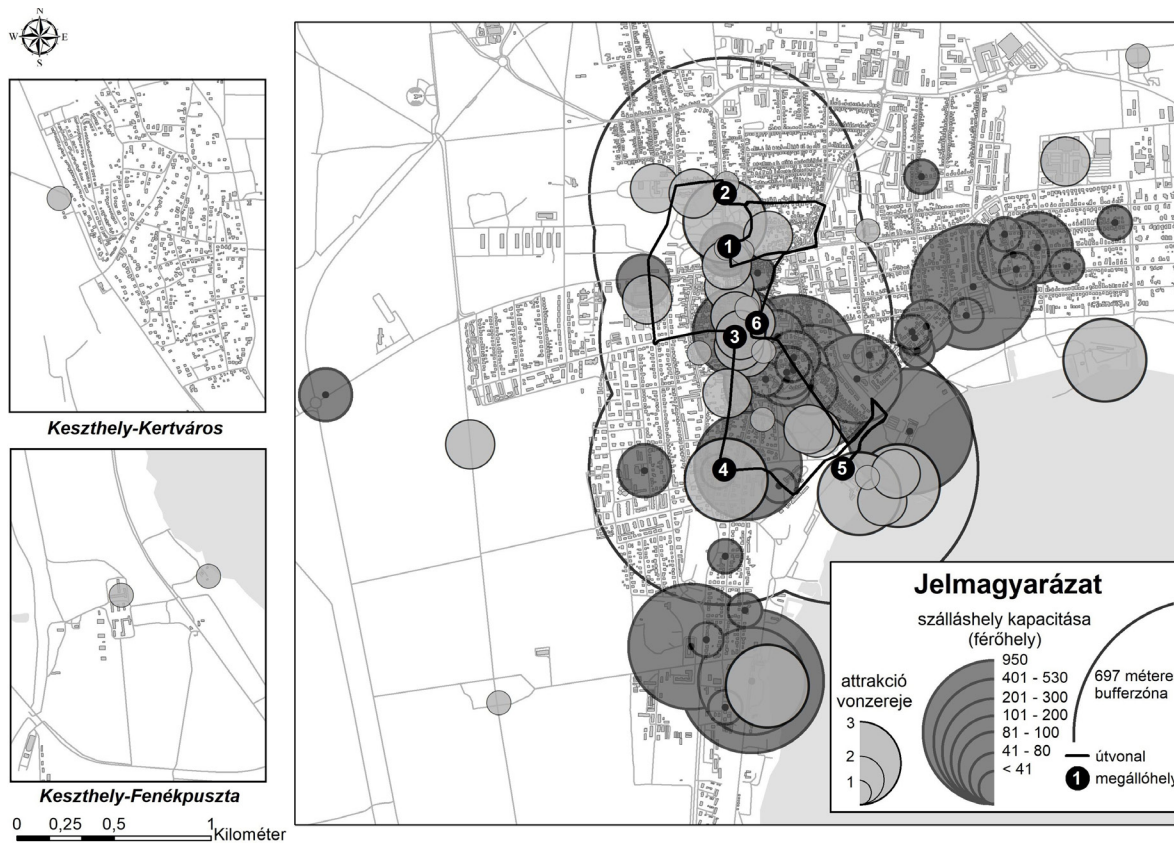 N
W E
S
Keszthely-Kertváros
Keszthely-Fenékpuszta
0 0,25 0,5 1 Kilométer
2
1
6
3
4
5
Jelmagyarázat
szálláshely kapacitása
(férőhely)
950
401 - 530
201 - 300
101 - 200
81 - 100
41 - 80
< 41
attrakció
vonzereje
3
2
1
697 métere
bufferzóna
útvonal
1 megállóhely